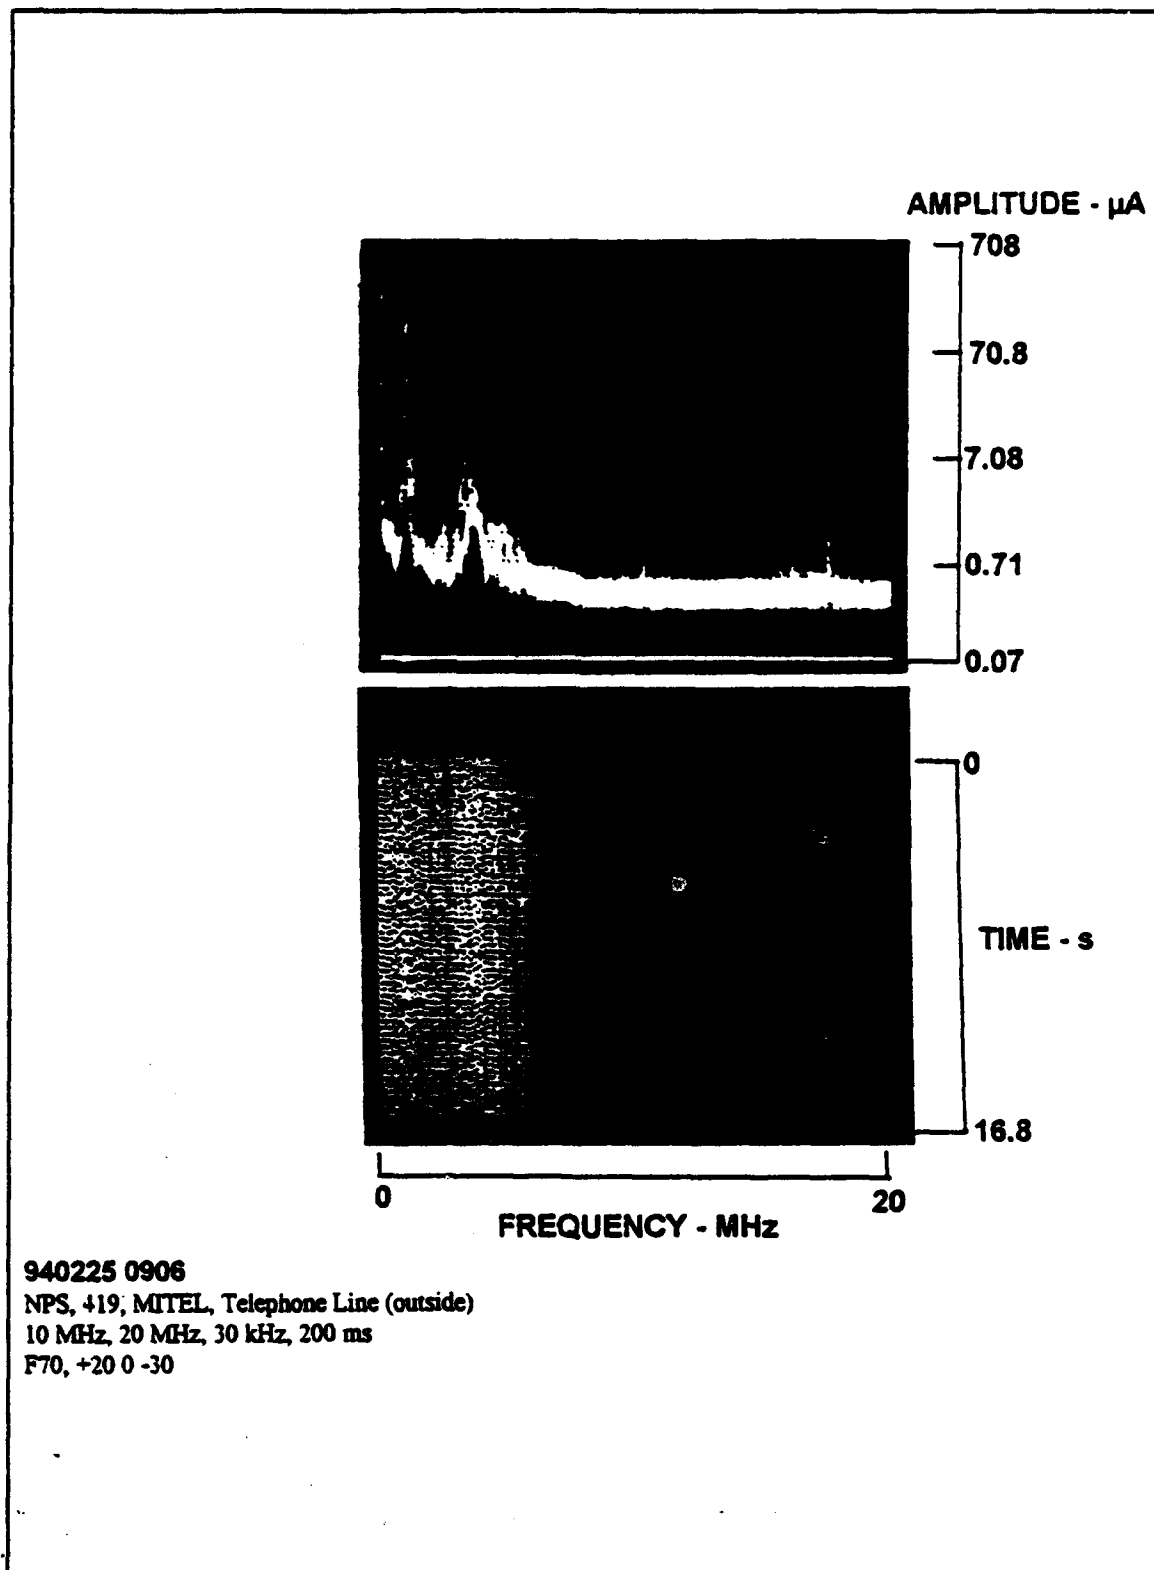 AMPLITUDE - µA
708
70.8
7.08
0.71
0.07
0
TIME - s
16.8
0 20
FREQUENCY - MHz
940225 0906
NPS, 419, MITEL, Telephone Line (outside)
10 MHz, 20 MHz, 30 kHz, 200 ms
F70, +20 0 -30